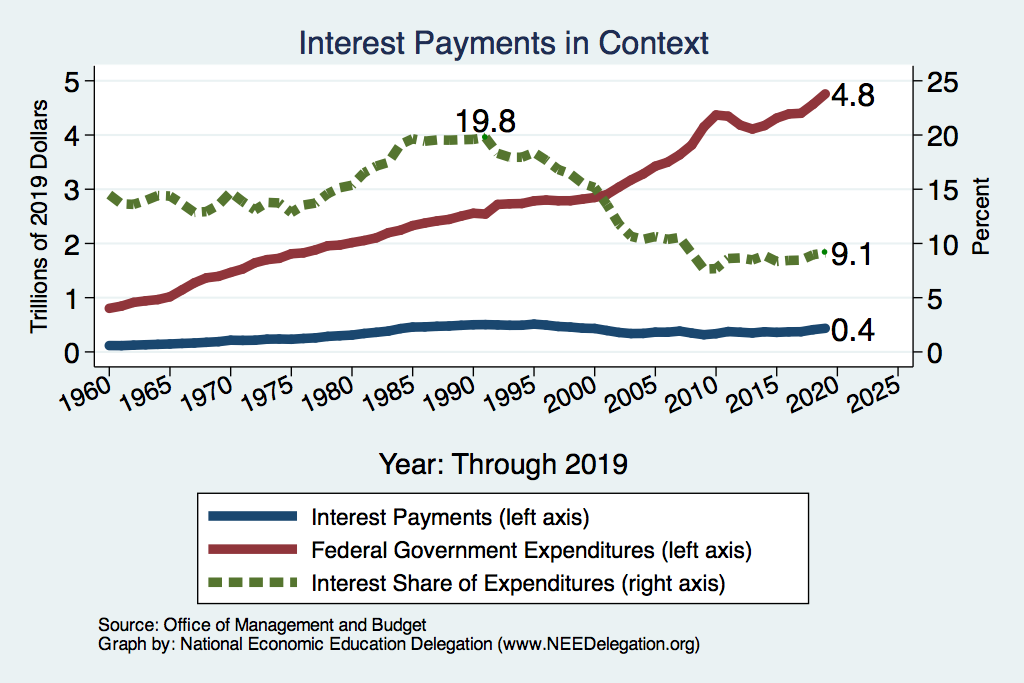 Interest Payments in Context
Trillions of 2019 Dollars
5
4
3
2
1
0
25
20
15
10
5
0
Percent
19.8
4.8
9.1
0.4
1960 1965 1970 1975 1980 1985 1990 1995 2000 2005 2010 2015 2020 2025
Year: Through 2019
Interest Payments (left axis)
Federal Government Expenditures (left axis)
Interest Share of Expenditures (right axis)
Source: Office of Management and Budget
Graph by: National Economic Education Delegation (www.NEEDelegation.org)